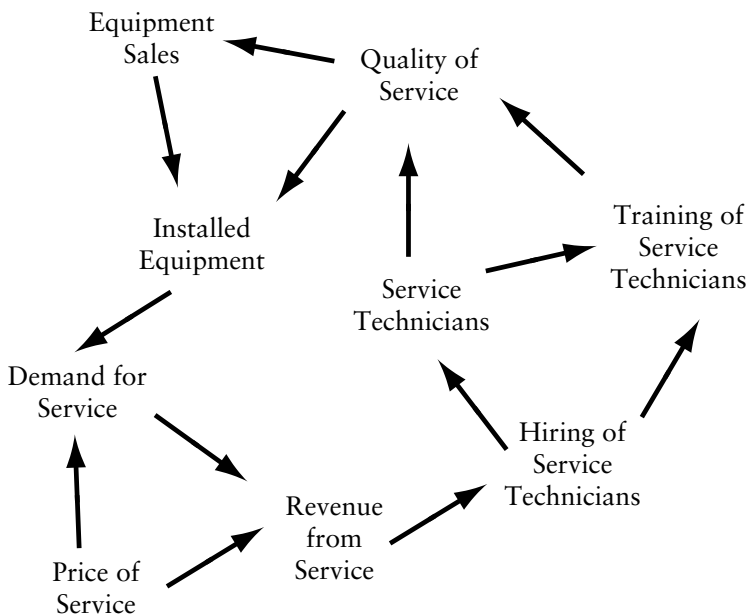 Equipment
Sales
Quality of
Service
Training of
Service
Technicians
Installed
Equipment
Service
Technicians
Demand for
Service
Hiring of
Service
Technicians
Revenue
from
Service
Price of
Service